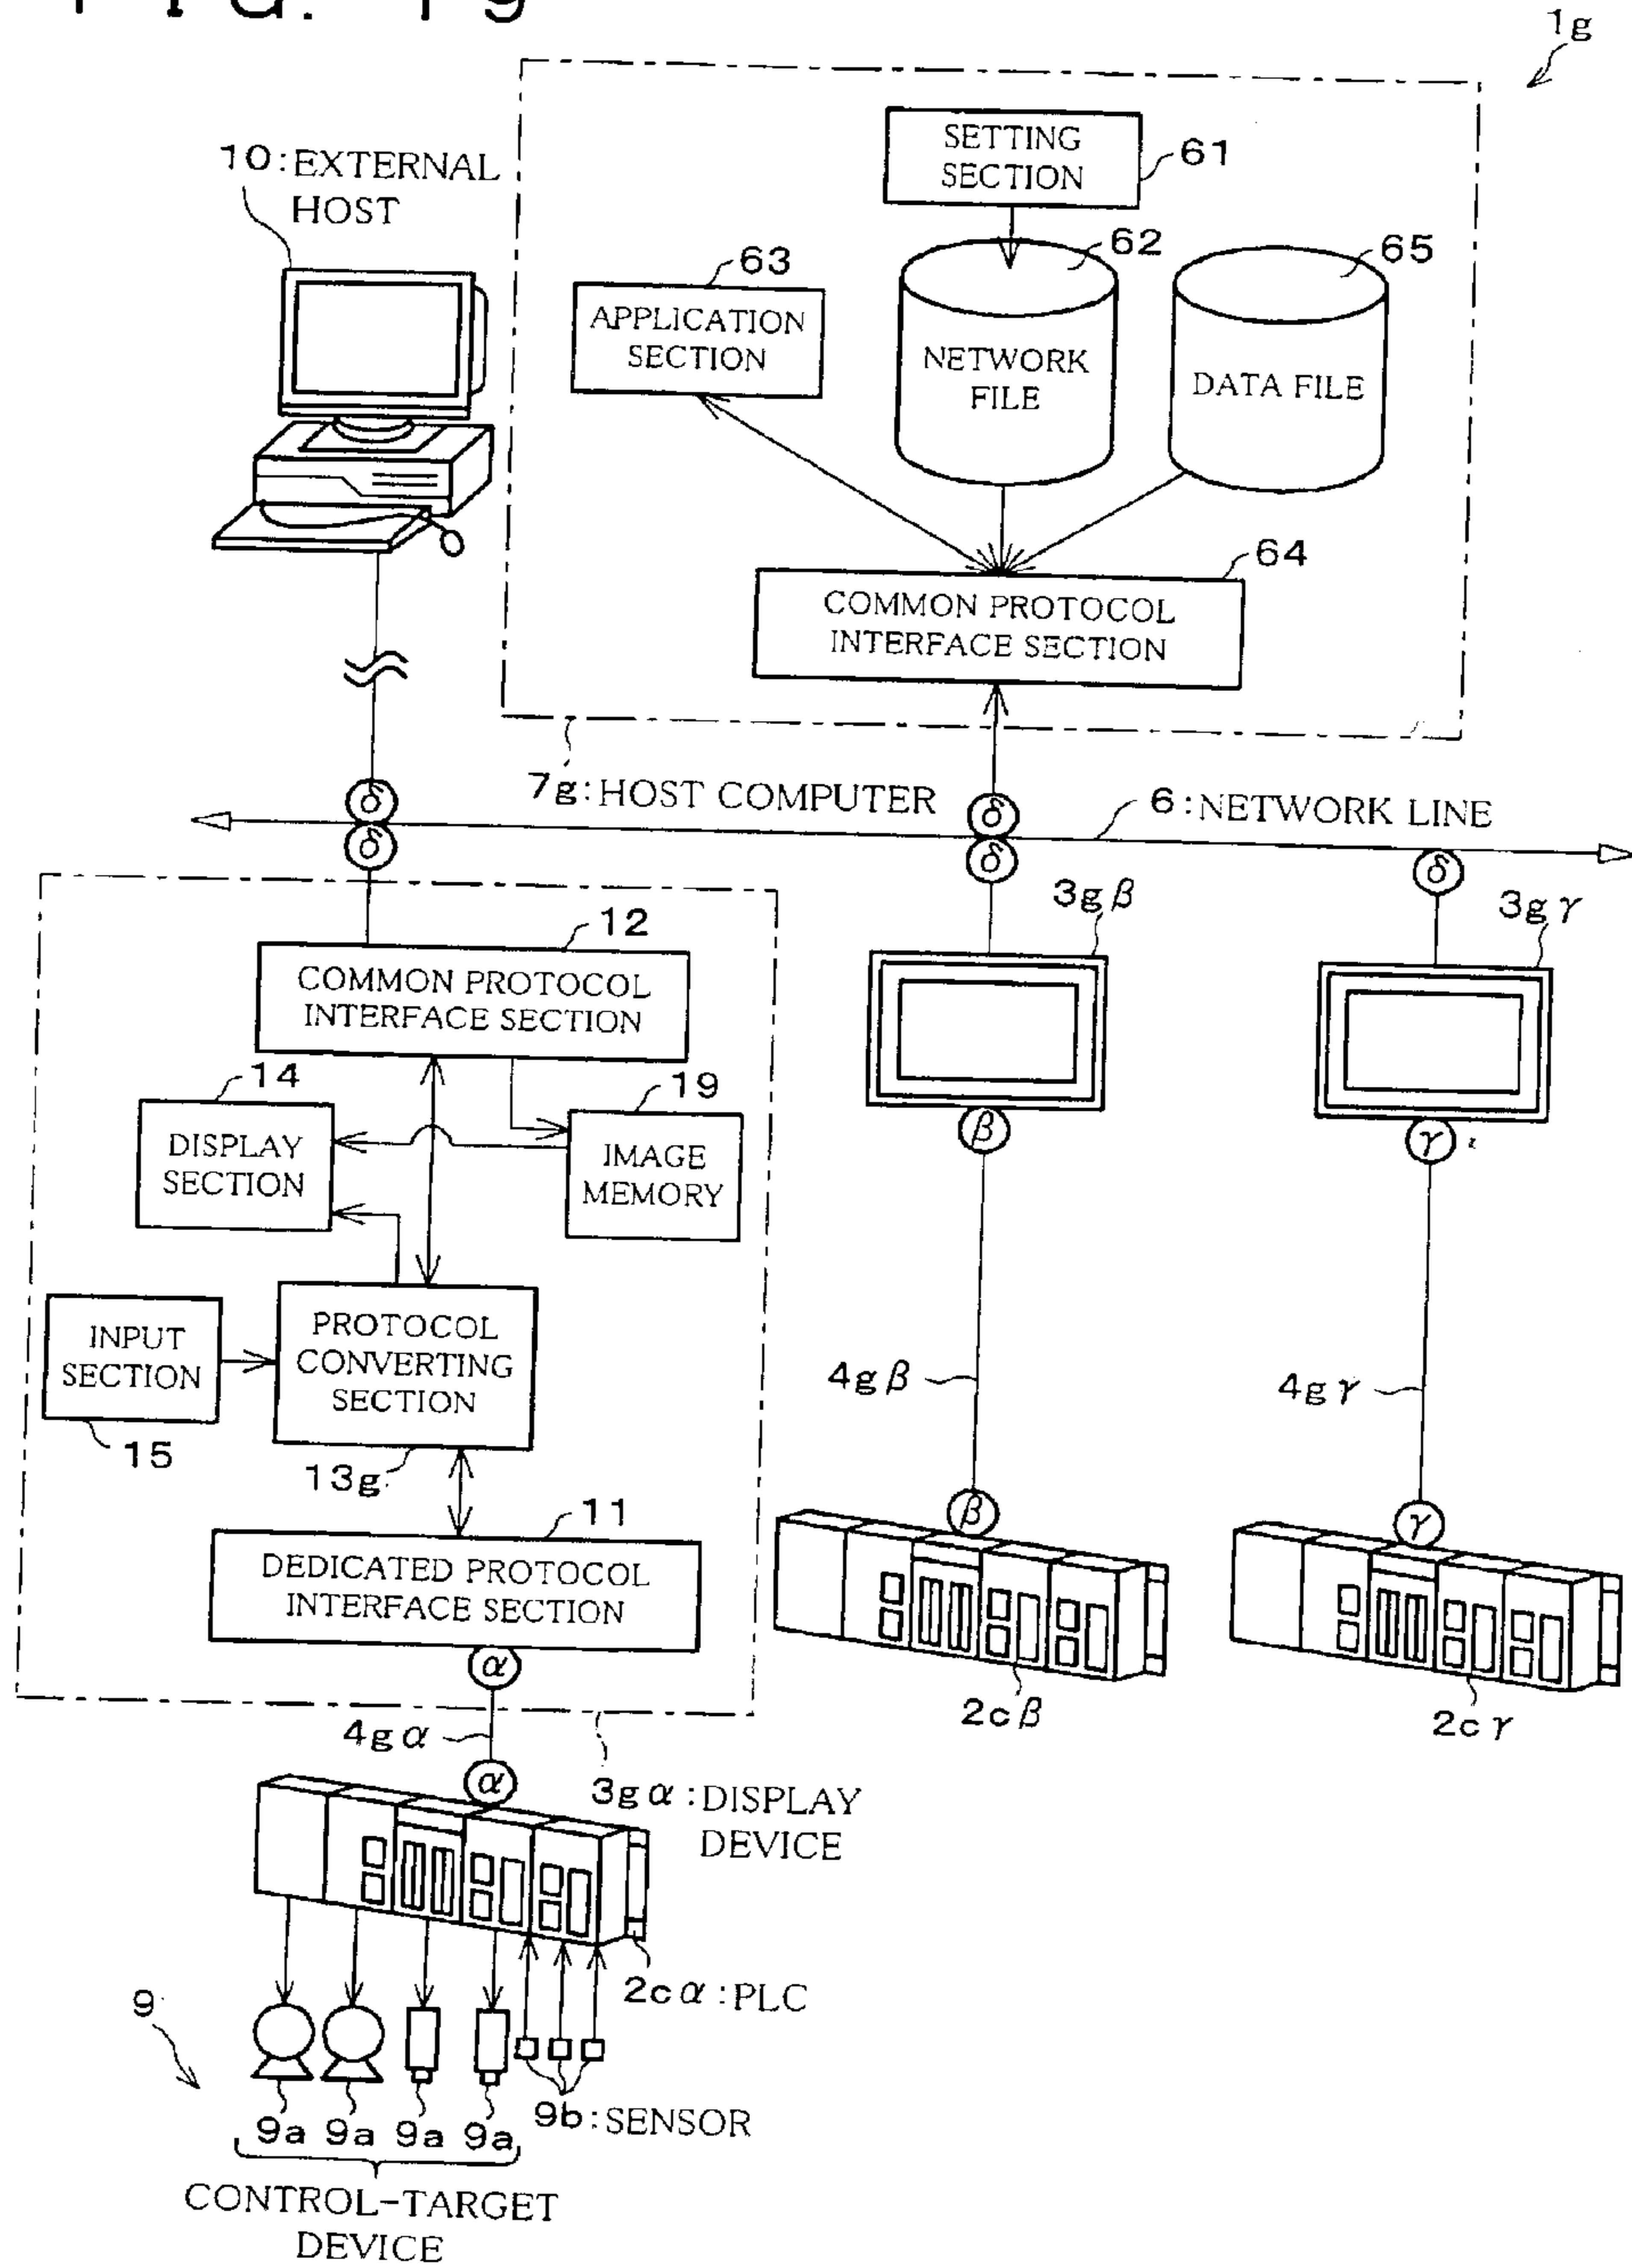 FIG. 19
1g
10:EXTERNAL
HOST
SETTING
SECTION
61
62
65
63
APPLICATION
SECTION
NETWORK
FILE
DATA FILE
64
COMMON PROTOCOL
INTERFACE SECTION
7g:HOST COMPUTER
6:NETWORK LINE
δ
δ
δ
δ
δ
3gβ
3gγ
12
COMMON PROTOCOL
INTERFACE SECTION
14
19
DISPLAY
SECTION
IMAGE
MEMORY
β
γ
INPUT
SECTION
15
PROTOCOL
CONVERTING
SECTION
13g
4gβ
4gγ
11
DEDICATED PROTOCOL
INTERFACE SECTION
β
γ
α
2cβ
2cγ
4gα
α
3gα:DISPLAY
DEVICE
2cα:PLC
9
9a 9a 9a 9a
9b:SENSOR
CONTROL-TARGET
DEVICE